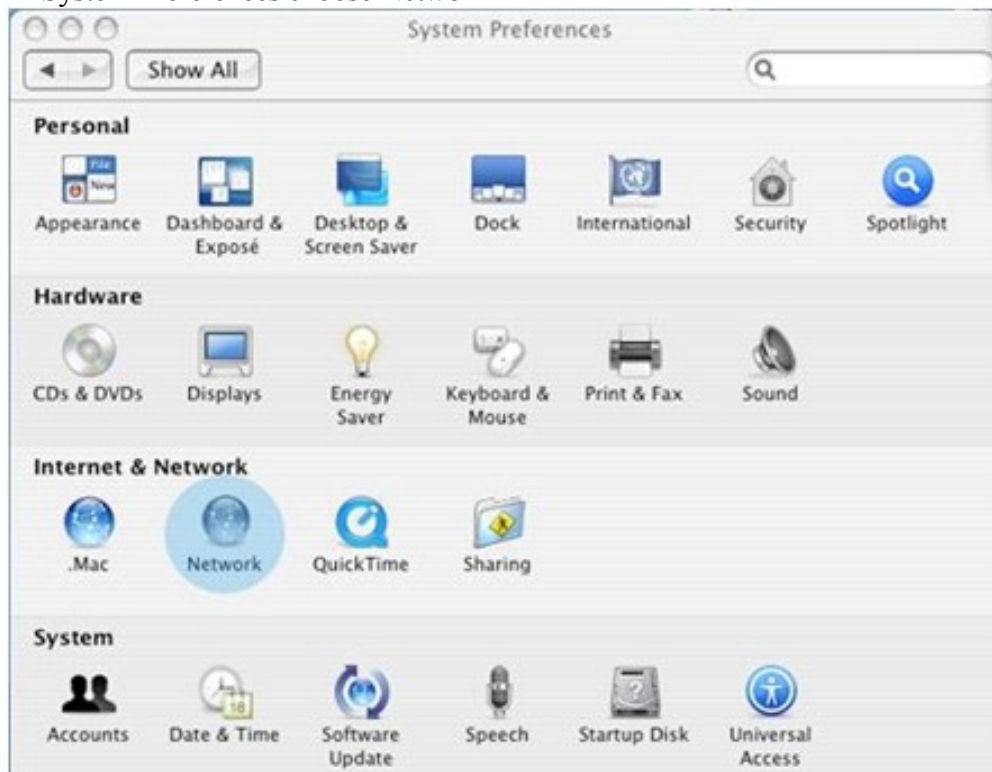 System Preferences
Show All
Personal
Appearance
Dashboard & Exposé
Desktop & Screen Saver
Dock
International
Security
Spotlight
Hardware
CDs & DVDs
Displays
Energy Saver
Keyboard & Mouse
Print & Fax
Sound
Internet & Network
.Mac
Network
QuickTime
Sharing
System
Accounts
Date & Time
Software Update
Speech
Startup Disk
Universal Access